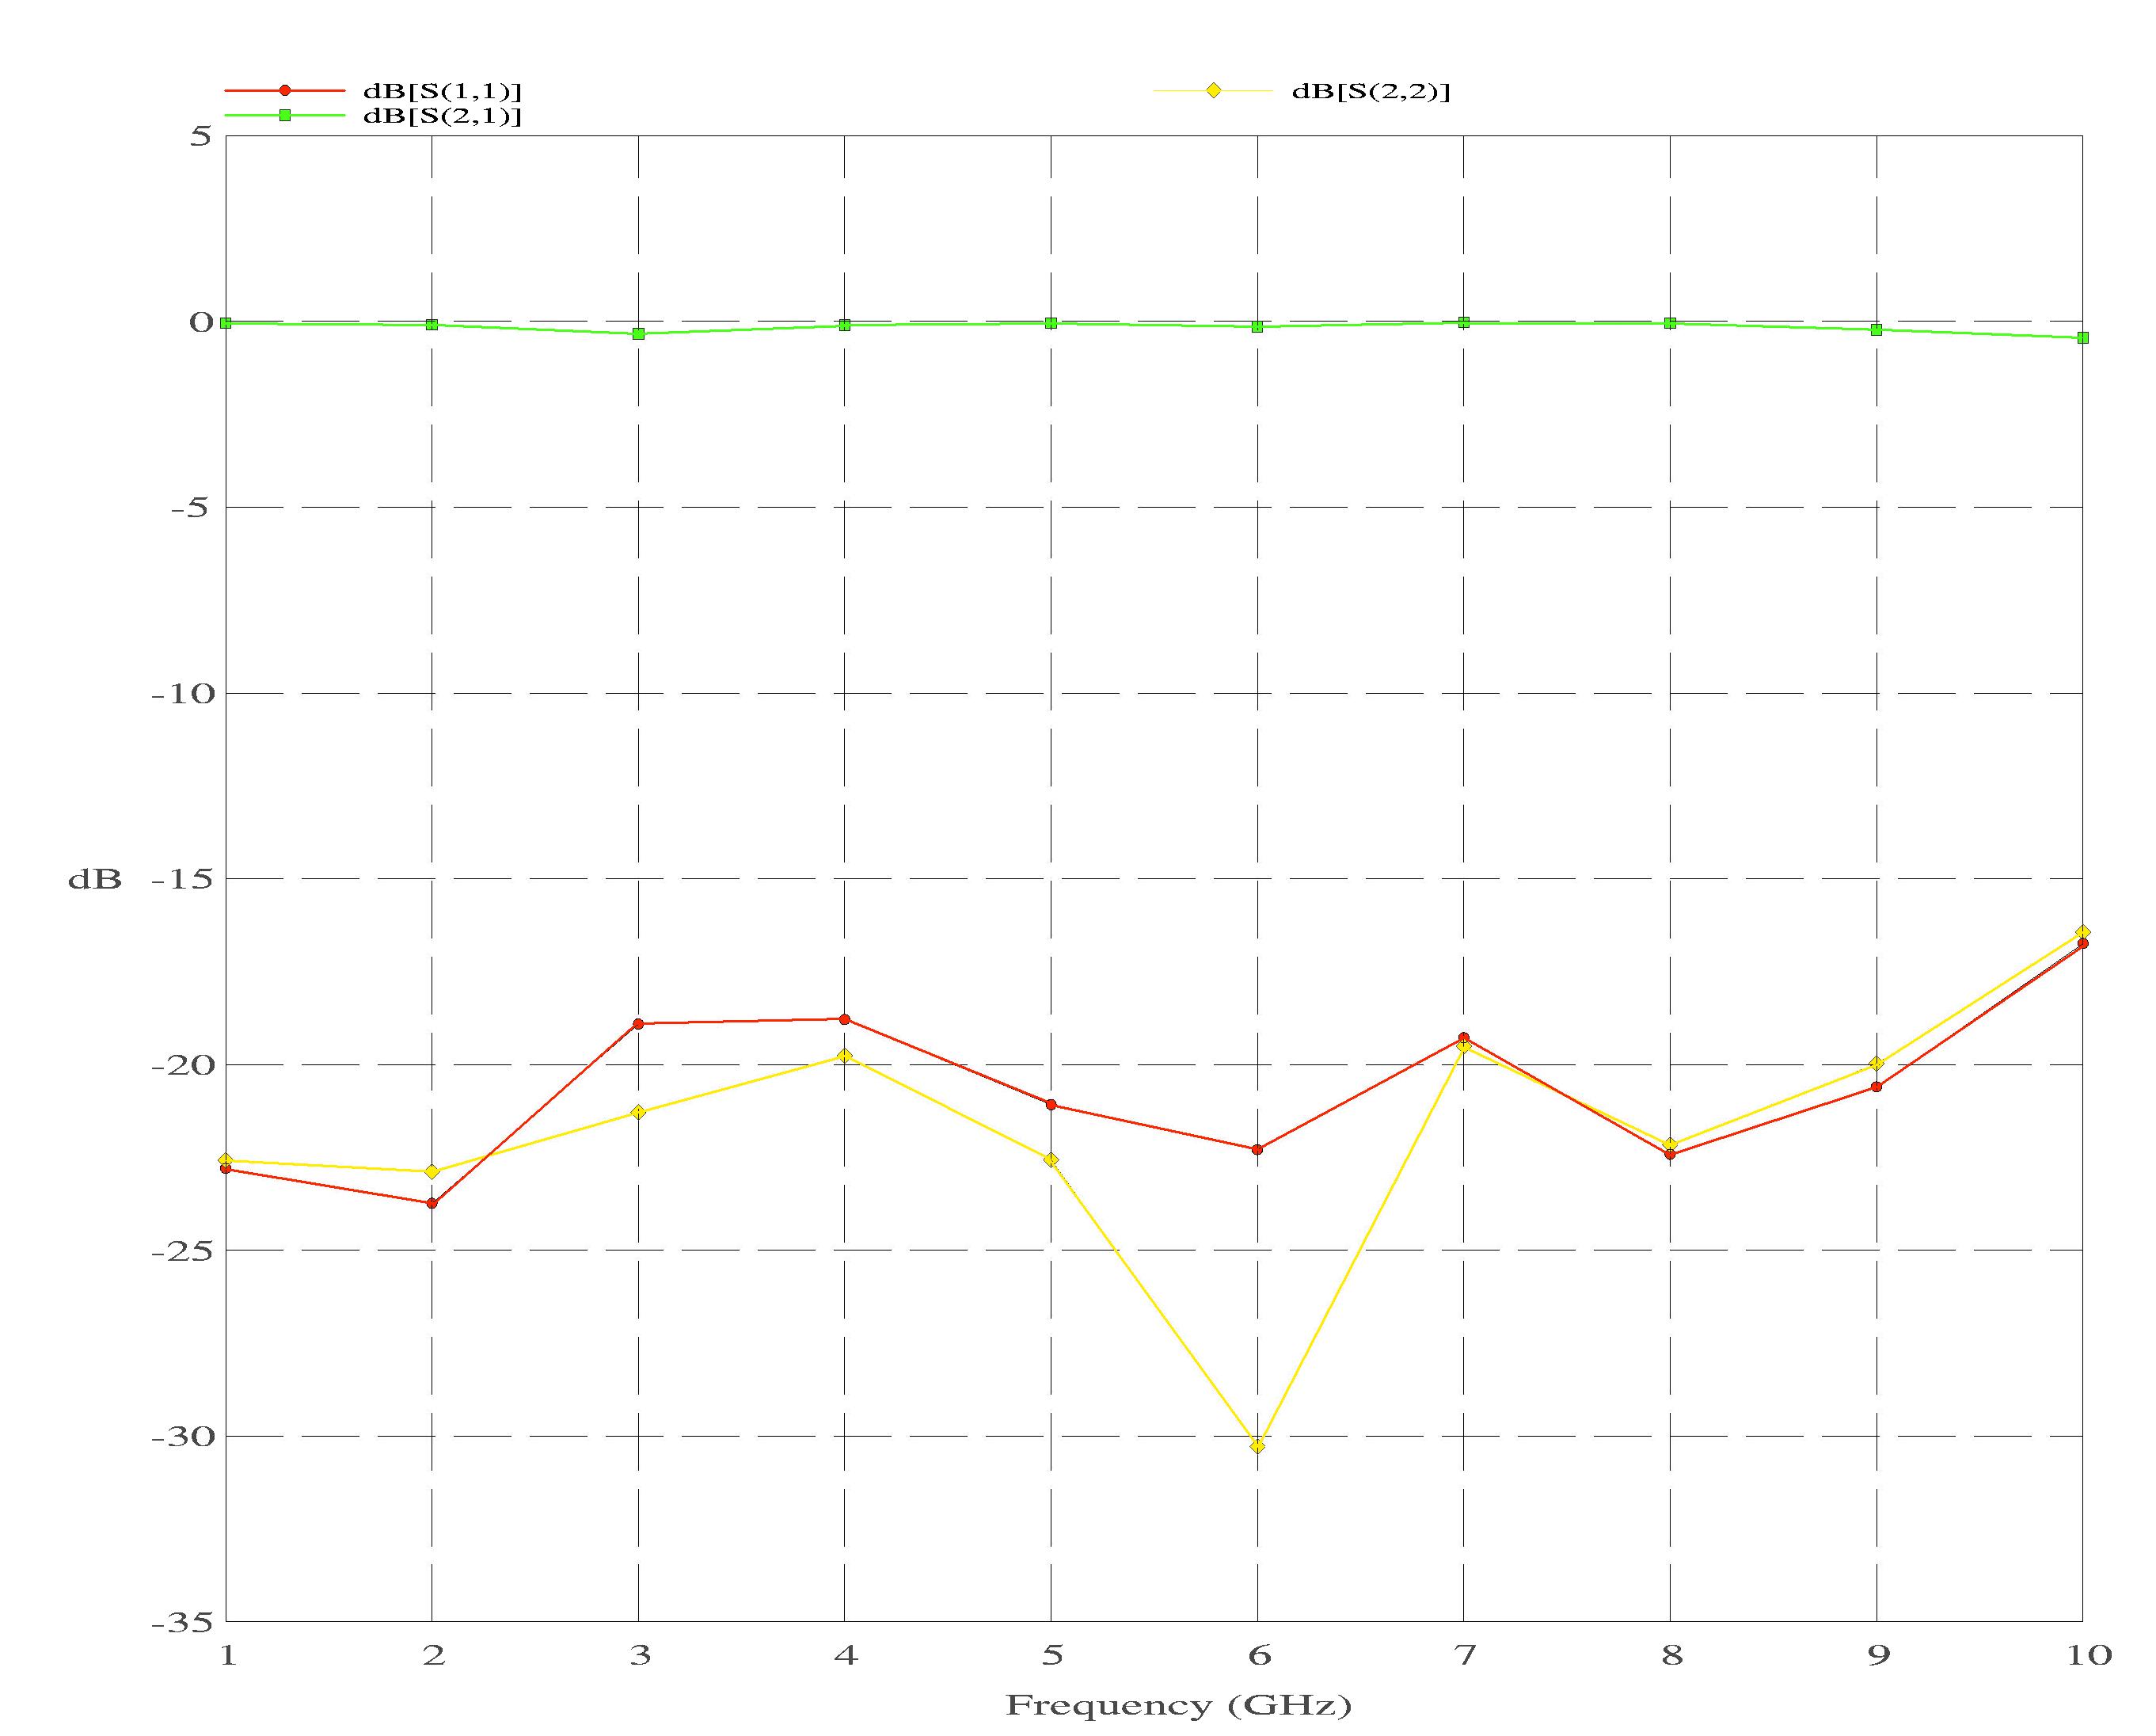 dB[S(1,1)]
dB[S(2,2)]
dB[S(2,1)]
5
0
-5
-10
dB -15
-20
-25
-30
-35
1 2 3 4 5 6 7 8 9 10
Frequency (GHz)